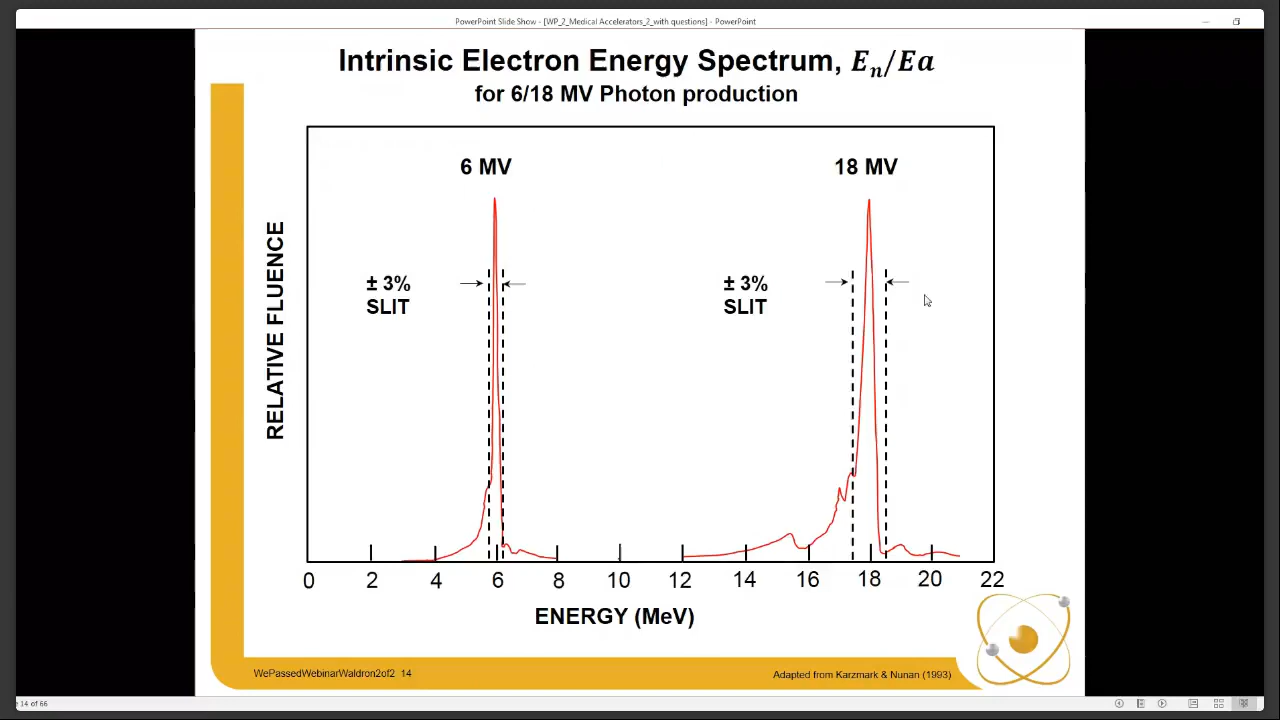 PowerPoint Slide Show - [WP_2_Medical Accelerators_2_with questions] - PowerPoint
Intrinsic Electron Energy Spectrum, Eₙ/Ea
for 6/18 MV Photon production
6 MV
18 MV
± 3%
SLIT
± 3%
SLIT
RELATIVE FLUENCE
0 2 4 6 8 10 12 14 16 18 20 22
ENERGY (MeV)
WePassedWebinarWaldron2of2 14
Adapted from Karzmark & Nunan (1993)
14 of 66